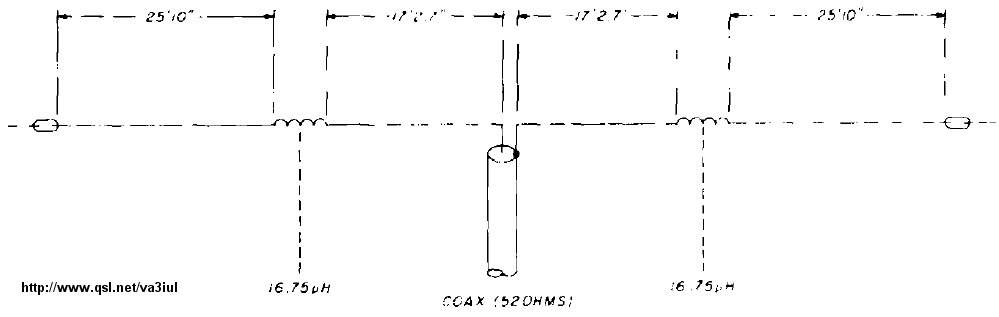 25'10" 17'2.7" 17'2.7" 25'10"
http://www.qsl.net/va3iul 16.75µH 16.75µH
COAX (52OHMS)